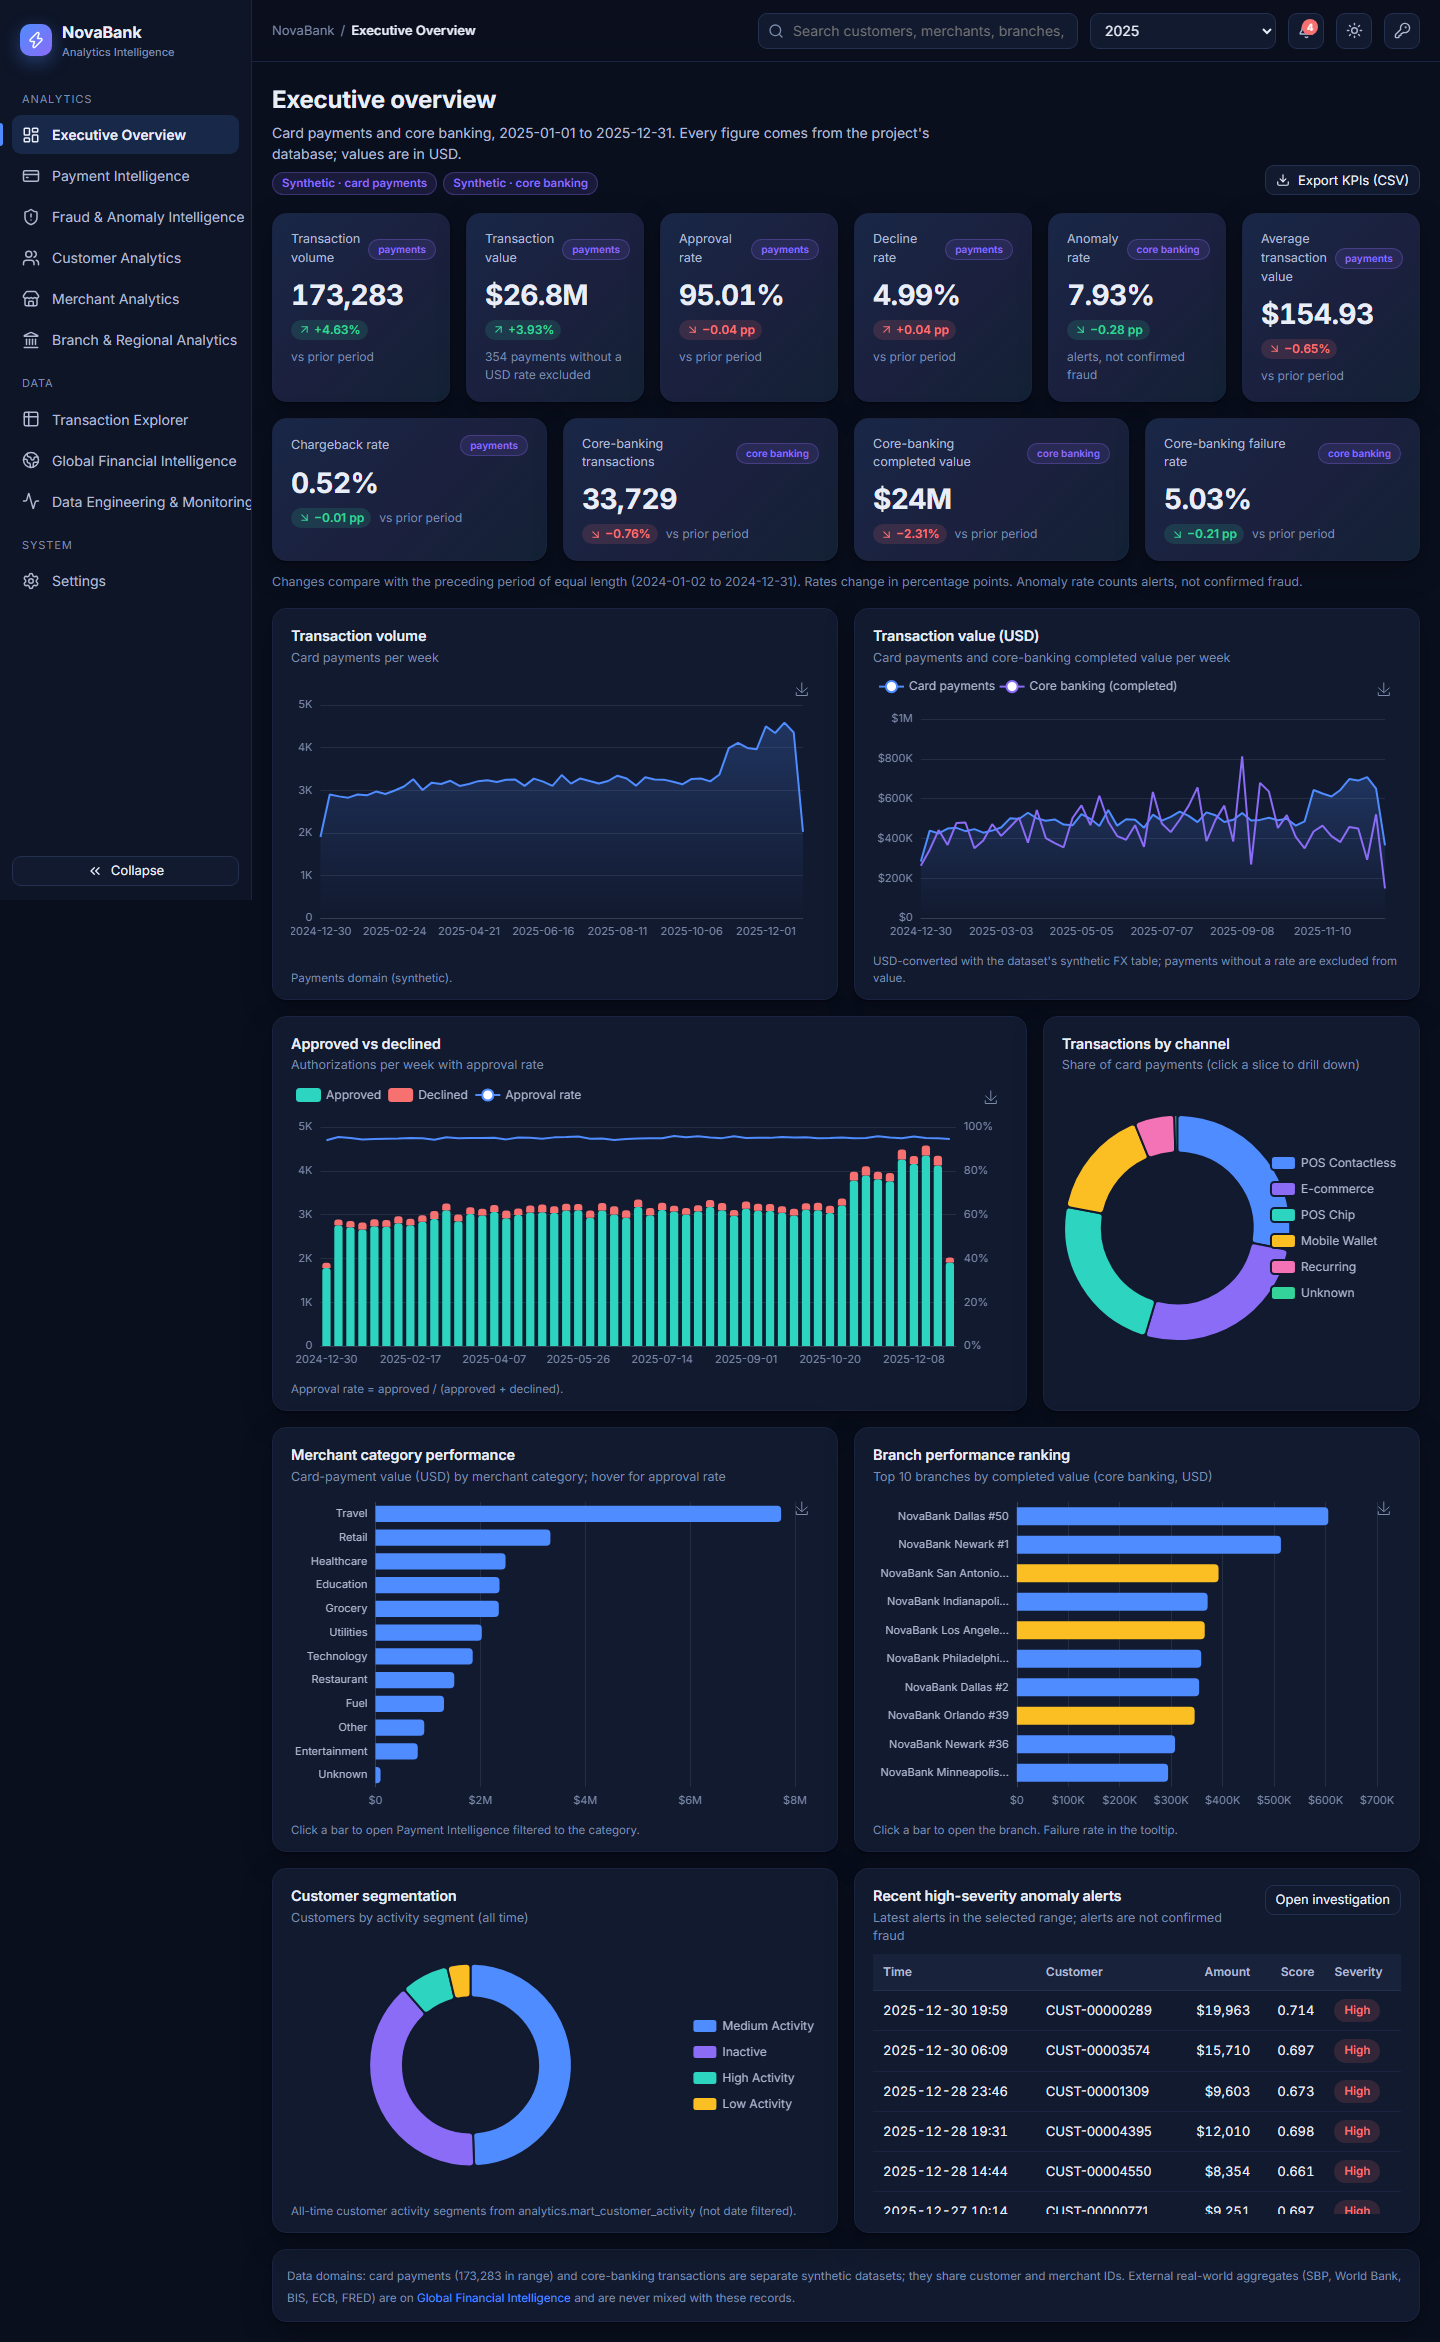 NovaBank
Analytics Intelligence
ANALYTICS
Executive Overview
Payment Intelligence
Fraud & Anomaly Intelligence
Customer Analytics
Merchant Analytics
Branch & Regional Analytics
DATA
Transaction Explorer
Global Financial Intelligence
Data Engineering & Monitoring
SYSTEM
Settings
Collapse
NovaBank / Executive Overview
Search customers, merchants, branches,
2025
4
Executive overview
Card payments and core banking, 2025-01-01 to 2025-12-31. Every figure comes from the project's
database; values are in USD.
Synthetic · card payments
Synthetic · core banking
Export KPIs (CSV)
Transaction
volume
payments
173,283
+4.63%
vs prior period
Transaction
value
payments
$26.8M
+3.93%
354 payments without a
USD rate excluded
Approval
rate
payments
95.01%
−0.04 pp
vs prior period
Decline
rate
payments
4.99%
+0.04 pp
vs prior period
Anomaly
rate
core banking
7.93%
−0.28 pp
alerts, not confirmed
fraud
Average
transaction
value
payments
$154.93
−0.65%
vs prior period
Chargeback rate
payments
0.52%
−0.01 pp vs prior period
Core-banking
transactions
core banking
33,729
−0.76% vs prior period
Core-banking
completed value
core banking
$24M
−2.31% vs prior period
Core-banking failure
rate
core banking
5.03%
−0.21 pp vs prior period
Changes compare with the preceding period of equal length (2024-01-02 to 2024-12-31). Rates change in percentage points. Anomaly rate counts alerts, not confirmed fraud.
Transaction volume
Card payments per week
5K
4K
3K
2K
1K
0
2024-12-30 2025-02-24 2025-04-21 2025-06-16 2025-08-11 2025-10-06 2025-12-01
Payments domain (synthetic).
Transaction value (USD)
Card payments and core-banking completed value per week
Card payments Core banking (completed)
$1M
$800K
$600K
$400K
$200K
$0
2024-12-30 2025-03-03 2025-05-05 2025-07-07 2025-09-08 2025-11-10
USD-converted with the dataset's synthetic FX table; payments without a rate are excluded from
value.
Approved vs declined
Authorizations per week with approval rate
Approved Declined Approval rate
5K 100%
4K 80%
3K 60%
2K 40%
1K 20%
0 0%
2024-12-30 2025-02-17 2025-04-07 2025-05-26 2025-07-14 2025-09-01 2025-10-20 2025-12-08
Approval rate = approved / (approved + declined).
Transactions by channel
Share of card payments (click a slice to drill down)
POS Contactless
E-commerce
POS Chip
Mobile Wallet
Recurring
Unknown
Merchant category performance
Card-payment value (USD) by merchant category; hover for approval rate
Travel
Retail
Healthcare
Education
Grocery
Utilities
Technology
Restaurant
Fuel
Other
Entertainment
Unknown
$0 $2M $4M $6M $8M
Click a bar to open Payment Intelligence filtered to the category.
Branch performance ranking
Top 10 branches by completed value (core banking, USD)
NovaBank Dallas #50
NovaBank Newark #1
NovaBank San Antonio...
NovaBank Indianapoli...
NovaBank Los Angele...
NovaBank Philadelphi...
NovaBank Dallas #2
NovaBank Orlando #39
NovaBank Newark #36
NovaBank Minneapolis...
$0 $100K $200K $300K $400K $500K $600K $700K
Click a bar to open the branch. Failure rate in the tooltip.
Customer segmentation
Customers by activity segment (all time)
Medium Activity
Inactive
High Activity
Low Activity
All-time customer activity segments from analytics.mart_customer_activity (not date filtered).
Recent high-severity anomaly alerts
Latest alerts in the selected range; alerts are not confirmed
fraud
Open investigation
Time Customer Amount Score Severity
2025-12-30 19:59 CUST-00000289 $19,963 0.714 High
2025-12-30 06:09 CUST-00003574 $15,710 0.697 High
2025-12-28 23:46 CUST-00001309 $9,603 0.673 High
2025-12-28 19:31 CUST-00004395 $12,010 0.698 High
2025-12-28 14:44 CUST-00004550 $8,354 0.661 High
2025-12-27 10:14 CUST-00000771 $9,251 0.697 High
Data domains: card payments (173,283 in range) and core-banking transactions are separate synthetic datasets; they share customer and merchant IDs. External real-world aggregates (SBP, World Bank,
BIS, ECB, FRED) are on Global Financial Intelligence and are never mixed with these records.